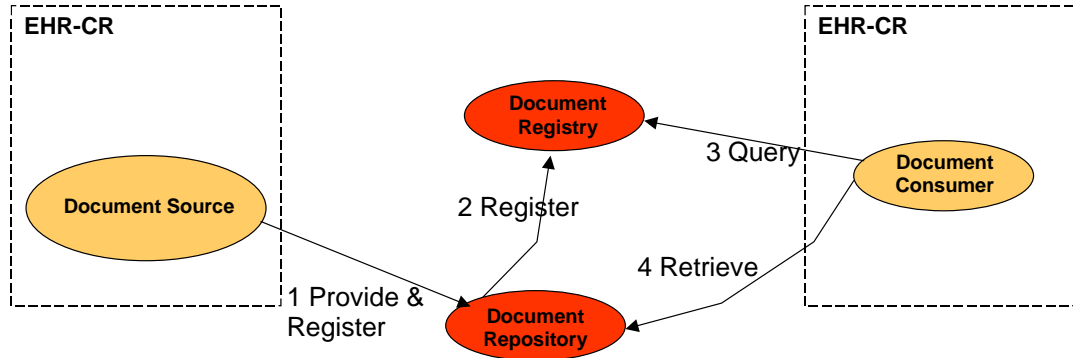 EHR-CR
EHR-CR
Document
Registry
3 Query
Document
Consumer
Document Source
2 Register
4 Retrieve
1 Provide &
Register
Document
Repository